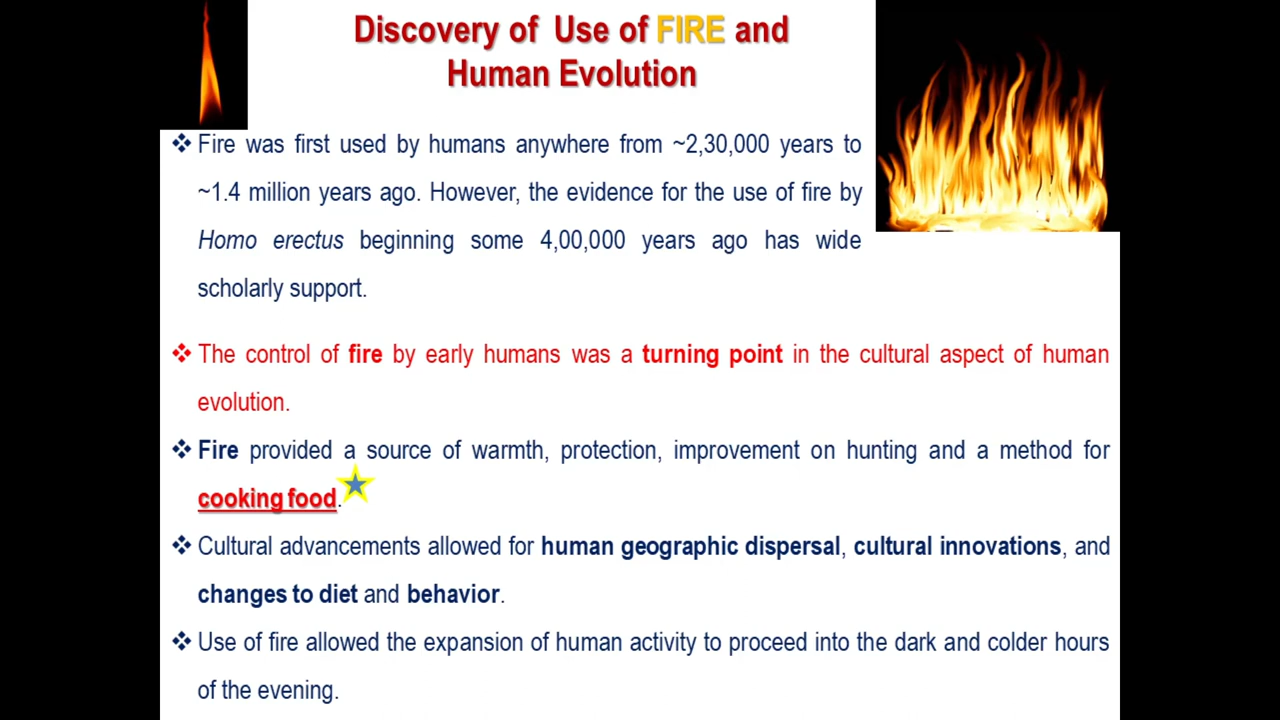 Discovery of Use of FIRE and
Human Evolution
❖ Fire was first used by humans anywhere from ~2,30,000 years to
~1.4 million years ago. However, the evidence for the use of fire by
Homo erectus beginning some 4,00,000 years ago has wide
scholarly support.
❖ The control of fire by early humans was a turning point in the cultural aspect of human
evolution.
❖ Fire provided a source of warmth, protection, improvement on hunting and a method for
cooking food.
❖ Cultural advancements allowed for human geographic dispersal, cultural innovations, and
changes to diet and behavior.
❖ Use of fire allowed the expansion of human activity to proceed into the dark and colder hours
of the evening.